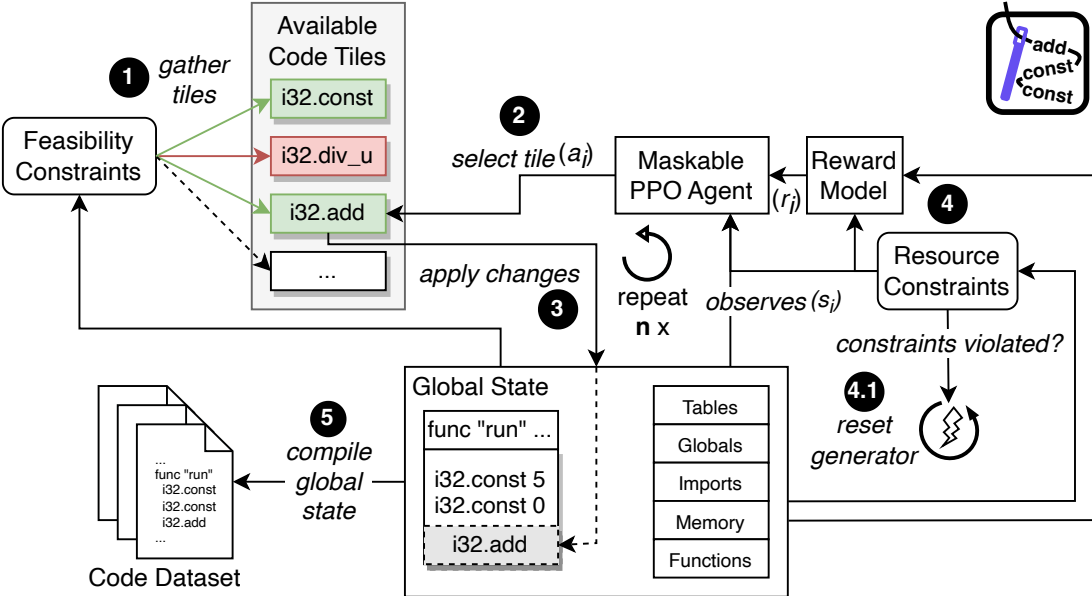 1
gather
tiles
Feasibility
Constraints
Available
Code Tiles
i32.const
i32.div_u
i32.add
...
2
select tile (a_i)
Maskable
PPO Agent
(r_i)
Reward
Model
add
const
const
4
Resource
Constraints
apply changes
3
repeat
n x
observes (s_i)
constraints violated?
4.1
reset
generator
Global State
func "run" ...
i32.const 5
i32.const 0
i32.add
Tables
Globals
Imports
Memory
Functions
5
compile
global
state
...
func "run"
i32.const
i32.const
i32.add
...
Code Dataset